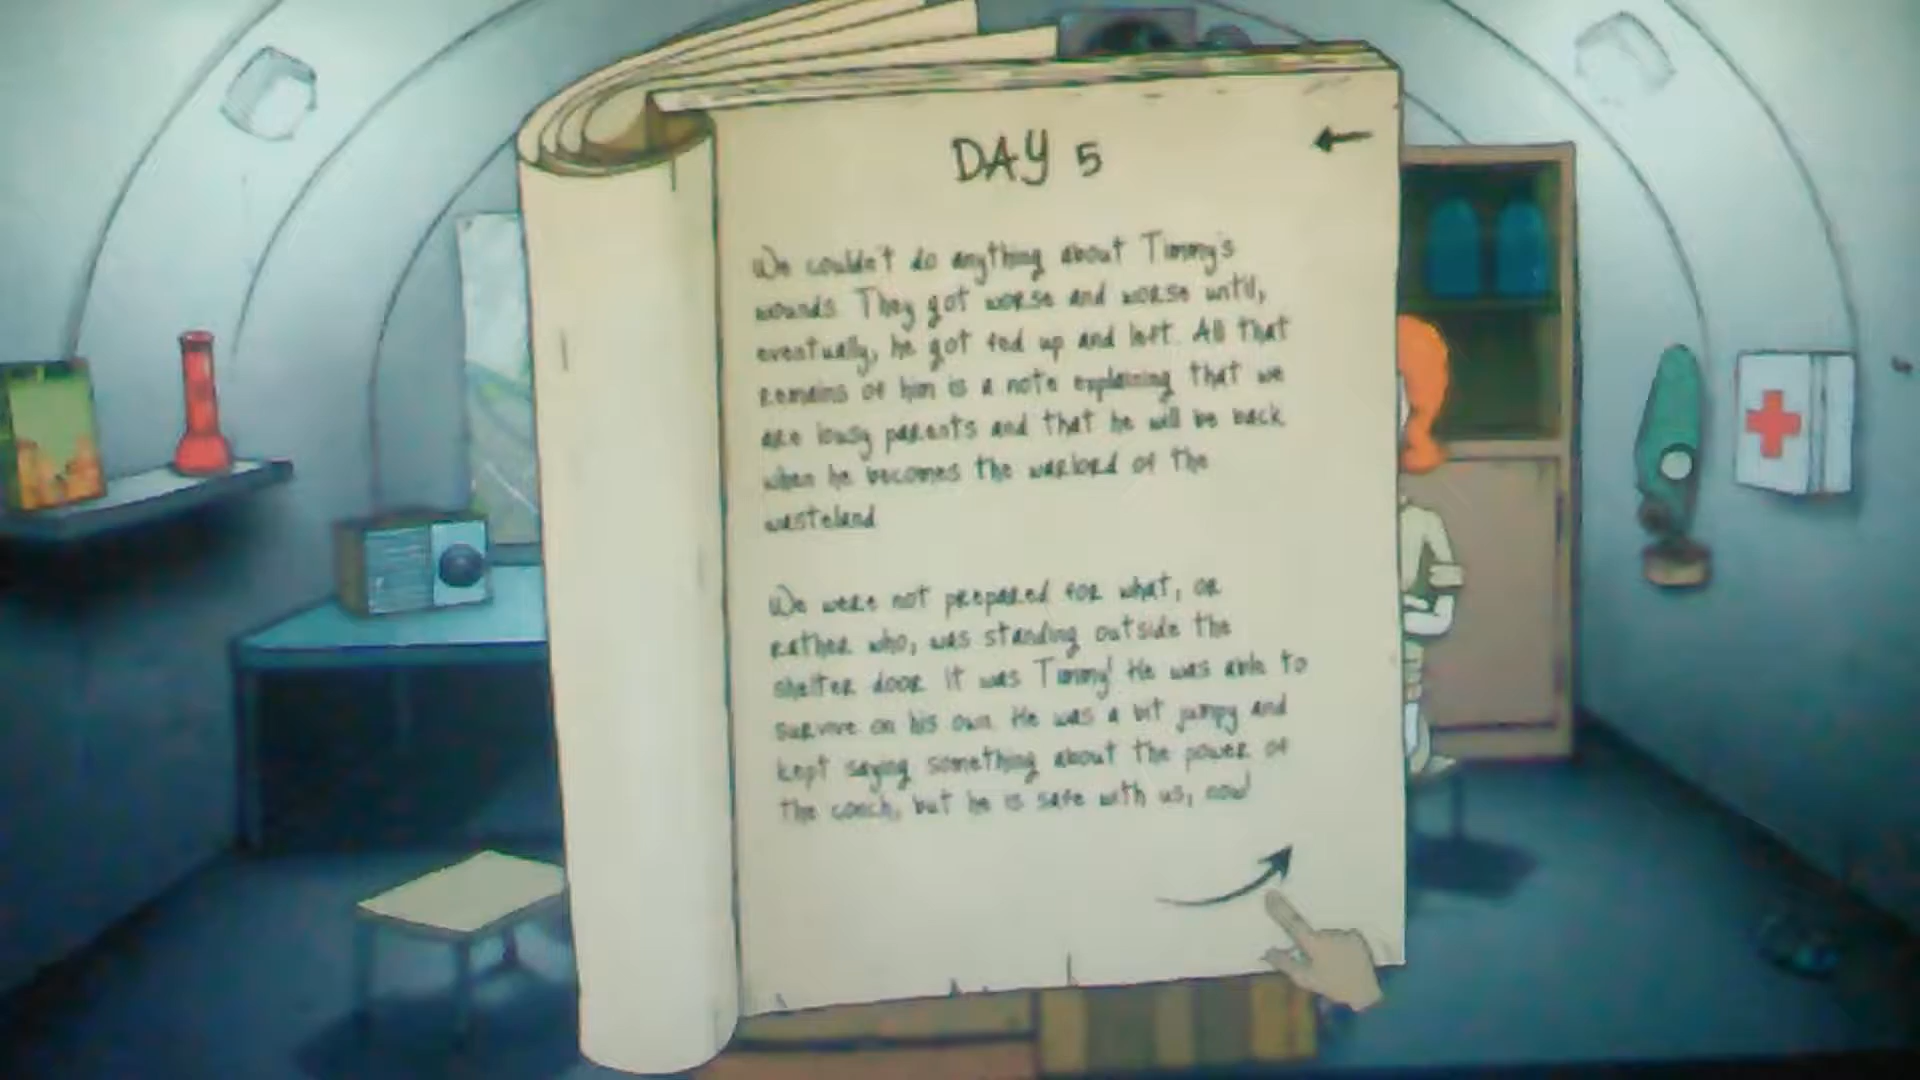 DAY 5
We couldn't do anything about Timmy's
wounds. They got worse and worse until,
eventually, he got fed up and left. All that
remains of him is a note explaining that we
are lousy parents and that he will be back
when he becomes the warlord of the
wasteland.
We were not prepared for what, or
rather who, was standing outside the
shelter door. It was Timmy! He was able to
survive on his own. He was a bit jumpy and
kept saying something about the power of
the conch, but he is safe with us, now!